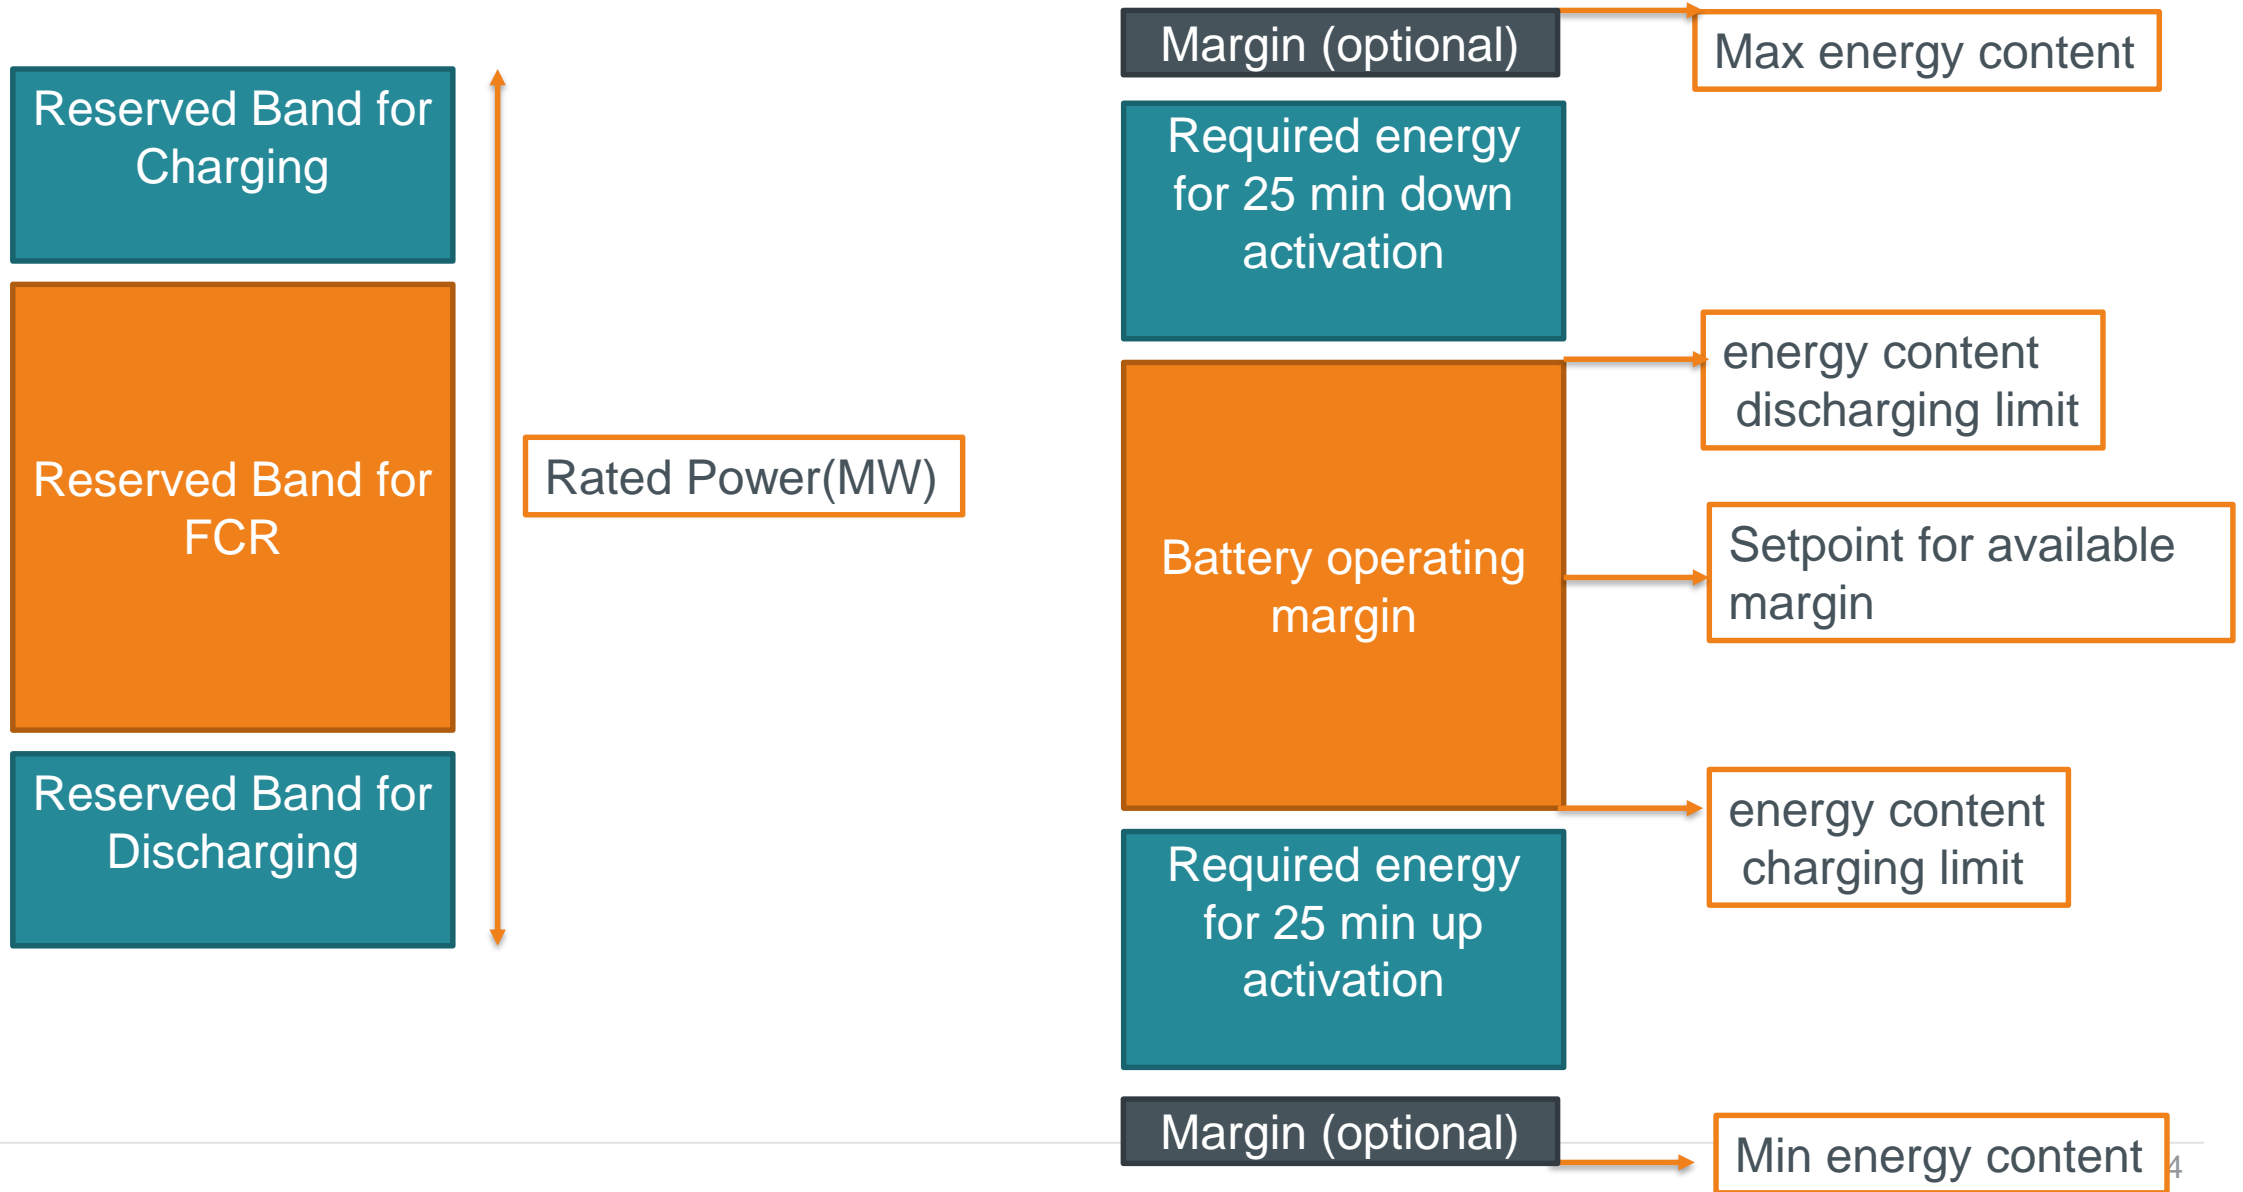 Reserved Band for
Charging
Reserved Band for
FCR
Reserved Band for
Discharging
Rated Power(MW)
Margin (optional)
Required energy
for 25 min down
activation
Battery operating
margin
Required energy
for 25 min up
activation
Margin (optional)
Max energy content
energy content
discharging limit
Setpoint for available
margin
energy content
charging limit
Min energy content
4